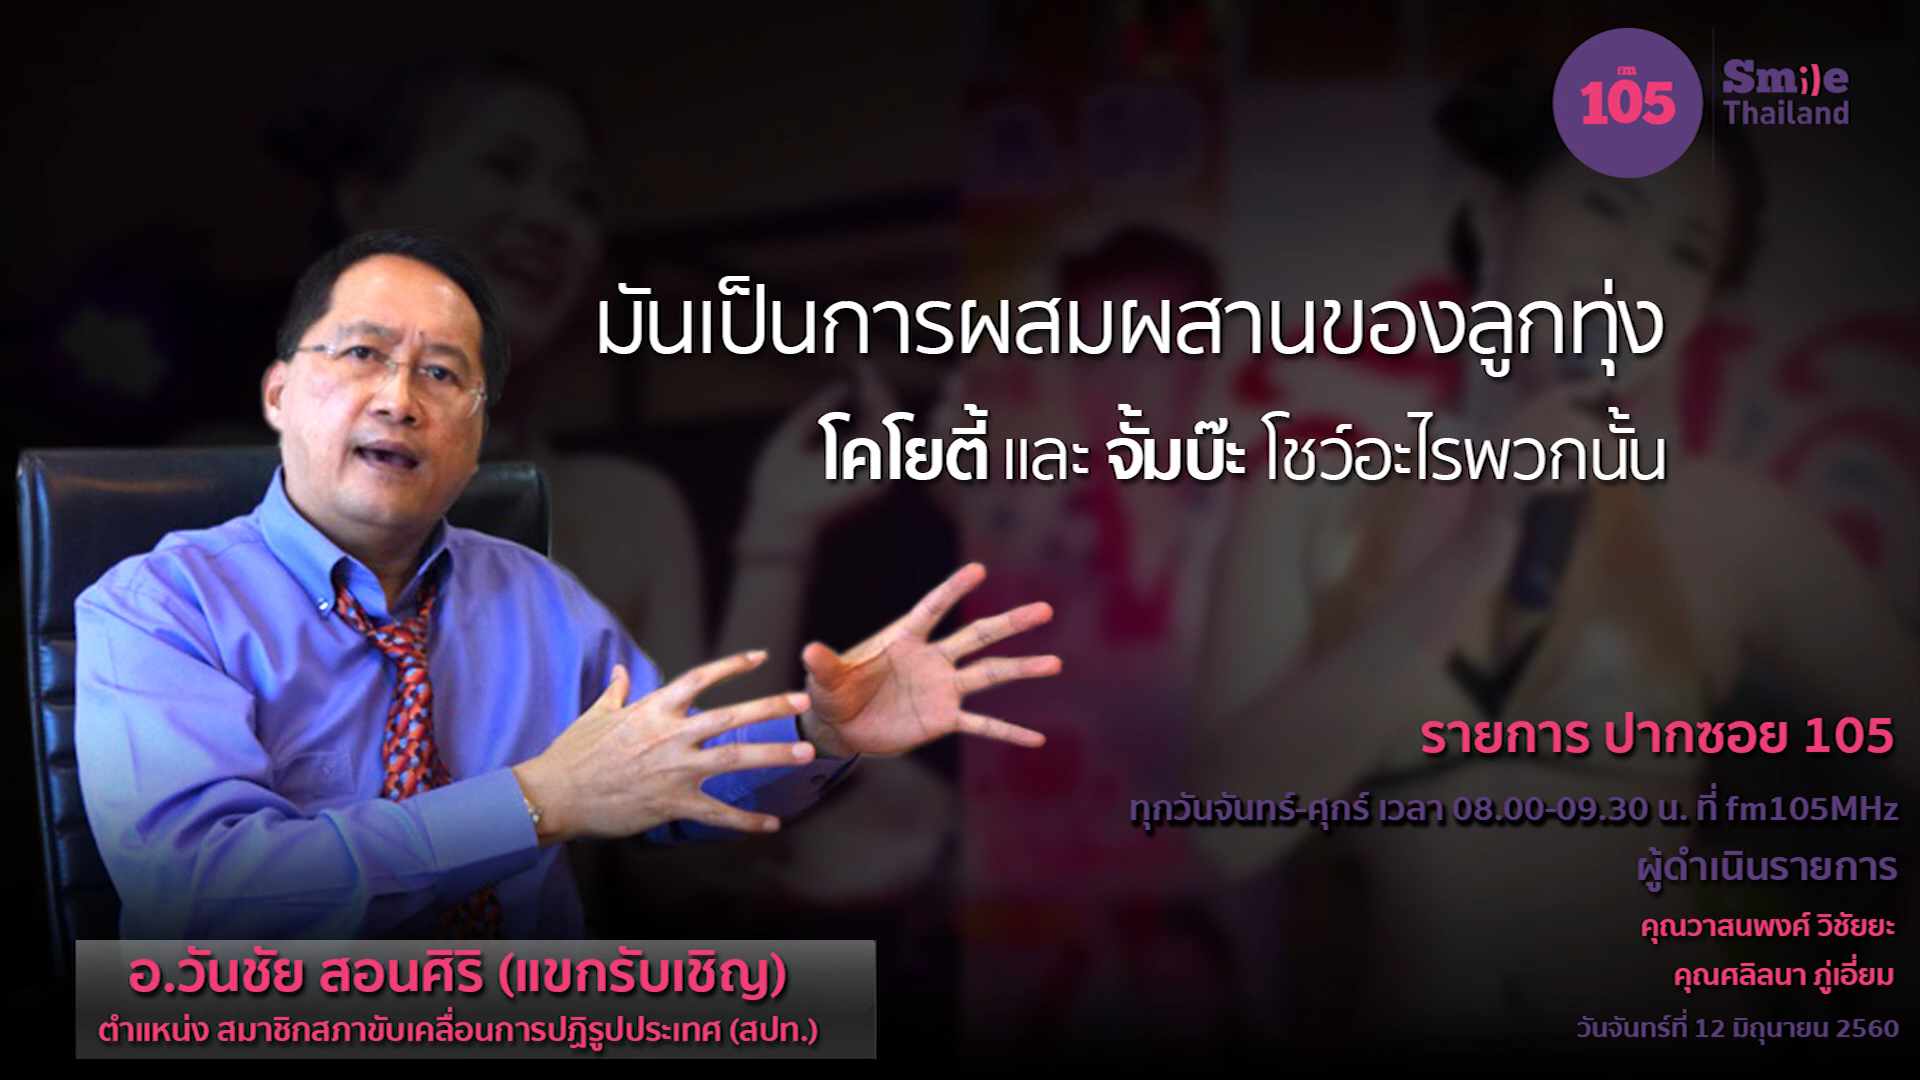 fm
105
Smile
Thailand
มันเป็นการผสมผสานของลูกทุ่ง
โคโยตี้ และ จั้มบ๊ะ โชว์อะไรพวกนั้น
รายการ ปากซอย 105
ทุกวันจันทร์-ศุกร์ เวลา 08.00-09.30 น. ที่ fm105MHz
ผู้ดำเนินรายการ
คุณวาสนพงศ์ วิชัยยะ
คุณศลิลนา ภู่เอี่ยม
วันจันทร์ที่ 12 มิถุนายน 2560
อ.วันชัย สอนศิริ (แขกรับเชิญ)
ตำแหน่ง สมาชิกสภาขับเคลื่อนการปฏิรูปประเทศ (สปท.)